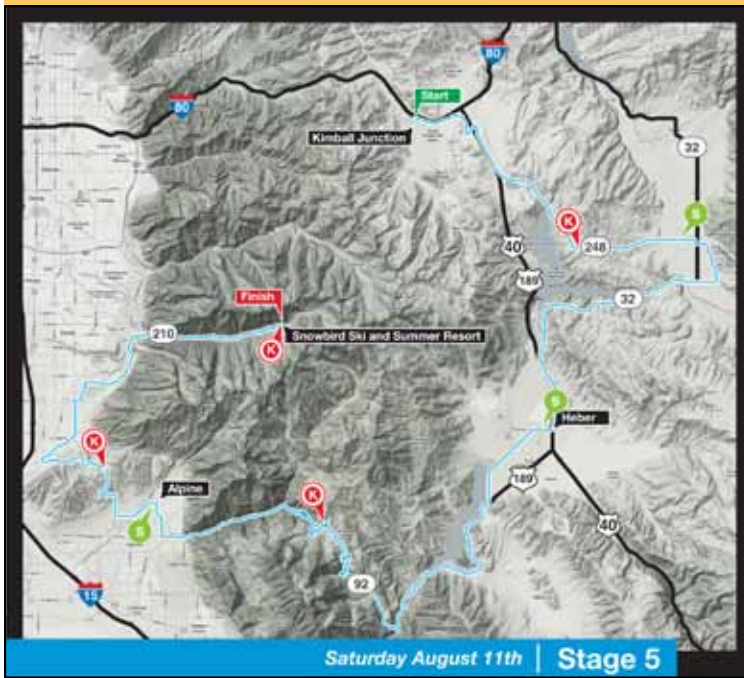 80
80
Start
Kimball Junction
32
S
K
248
40
189
32
Finish
210
K
Snowbird Ski and Summer Resort
S
Heber
K
Alpine
K
189
S
40
92
15
Saturday August 11th | Stage 5